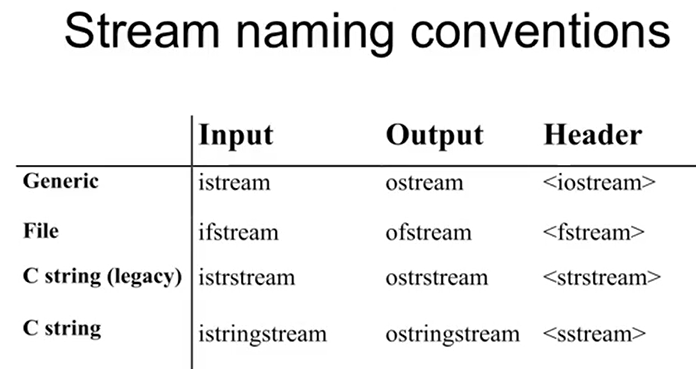 Stream naming conventions
Input Output Header
Generic istream ostream <iostream>
File ifstream ofstream <fstream>
C string (legacy) istrstream ostrstream <strstream>
C string istringstream ostringstream <sstream>